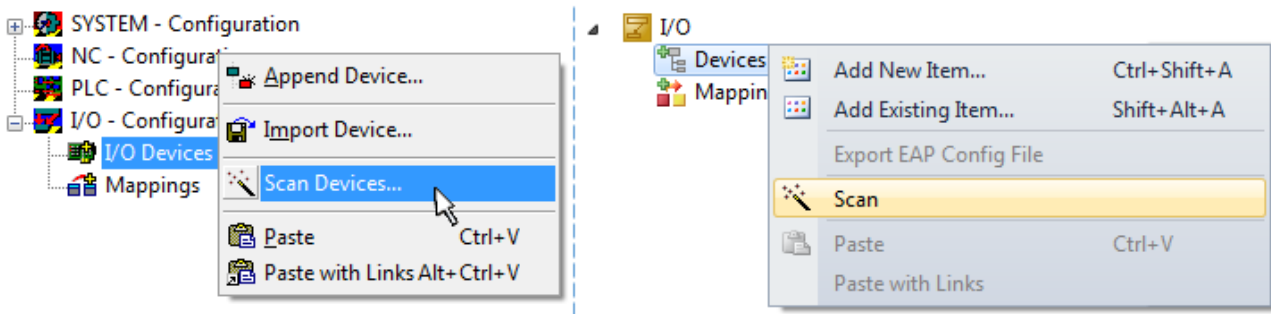 SYSTEM - Configuration
NC - Configurati
PLC - Configura
I/O - Configura
I/O Devices
Mappings
Append Device...
Import Device...
Scan Devices...
Paste Ctrl+V
Paste with Links Alt+Ctrl+V
I/O
Devices
Mappin
Add New Item... Ctrl+Shift+A
Add Existing Item... Shift+Alt+A
Export EAP Config File
Scan
Paste Ctrl+V
Paste with Links